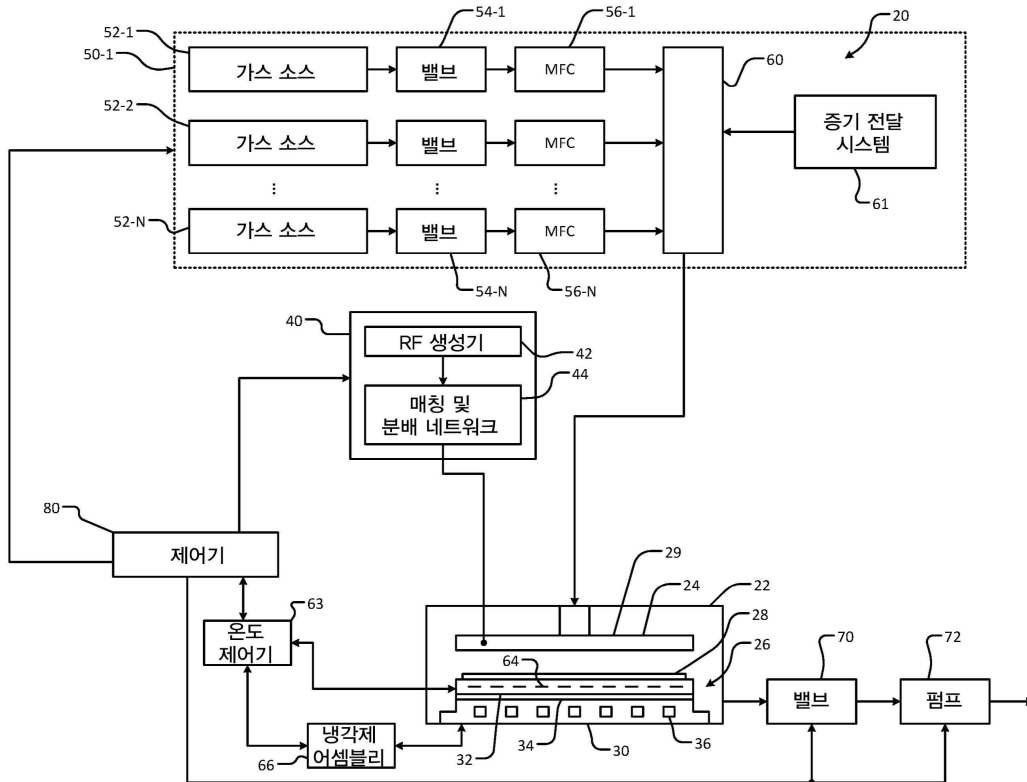 52-1
54-1
56-1
20
50-1
가스 소스
밸브
MFC
60
52-2
가스 소스
밸브
MFC
증기 전달
시스템
...
...
...
61
52-N
가스 소스
밸브
MFC
54-N
56-N
40
RF 생성기
42
44
매칭 및
분배 네트워크
80
제어기
29
24
22
63
28
온도
제어기
64
26
70
72
밸브
펌프
냉각제
어셈블리
66
32
34
30
36